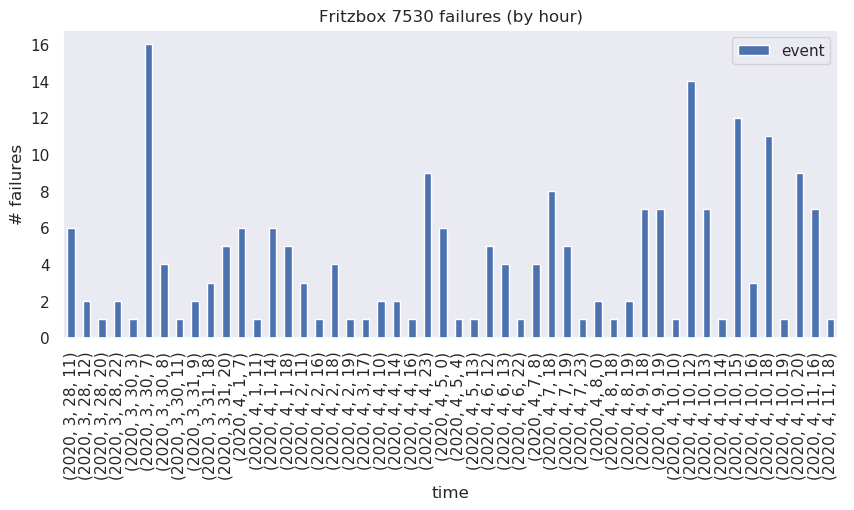 Fritzbox 7530 failures (by hour)
event
# failures
16
14
12
10
8
6
4
2
0
(2020, 3, 28, 11)
(2020, 3, 28, 12)
(2020, 3, 28, 20)
(2020, 3, 28, 22)
(2020, 3, 30, 3)
(2020, 3, 30, 7)
(2020, 3, 30, 8)
(2020, 3, 30, 11)
(2020, 3, 31, 9)
(2020, 3, 31, 18)
(2020, 3, 31, 20)
(2020, 4, 1, 7)
(2020, 4, 1, 11)
(2020, 4, 1, 14)
(2020, 4, 1, 18)
(2020, 4, 2, 11)
(2020, 4, 2, 16)
(2020, 4, 2, 18)
(2020, 4, 2, 19)
(2020, 4, 3, 17)
(2020, 4, 4, 10)
(2020, 4, 4, 14)
(2020, 4, 4, 16)
(2020, 4, 4, 23)
(2020, 4, 5, 0)
(2020, 4, 5, 4)
(2020, 4, 5, 13)
(2020, 4, 6, 12)
(2020, 4, 6, 13)
(2020, 4, 6, 22)
(2020, 4, 7, 8)
(2020, 4, 7, 18)
(2020, 4, 7, 19)
(2020, 4, 7, 23)
(2020, 4, 8, 0)
(2020, 4, 8, 18)
(2020, 4, 8, 19)
(2020, 4, 9, 18)
(2020, 4, 9, 19)
(2020, 4, 10, 10)
(2020, 4, 10, 12)
(2020, 4, 10, 13)
(2020, 4, 10, 14)
(2020, 4, 10, 15)
(2020, 4, 10, 16)
(2020, 4, 10, 18)
(2020, 4, 10, 19)
(2020, 4, 10, 20)
(2020, 4, 11, 16)
(2020, 4, 11, 18)
time